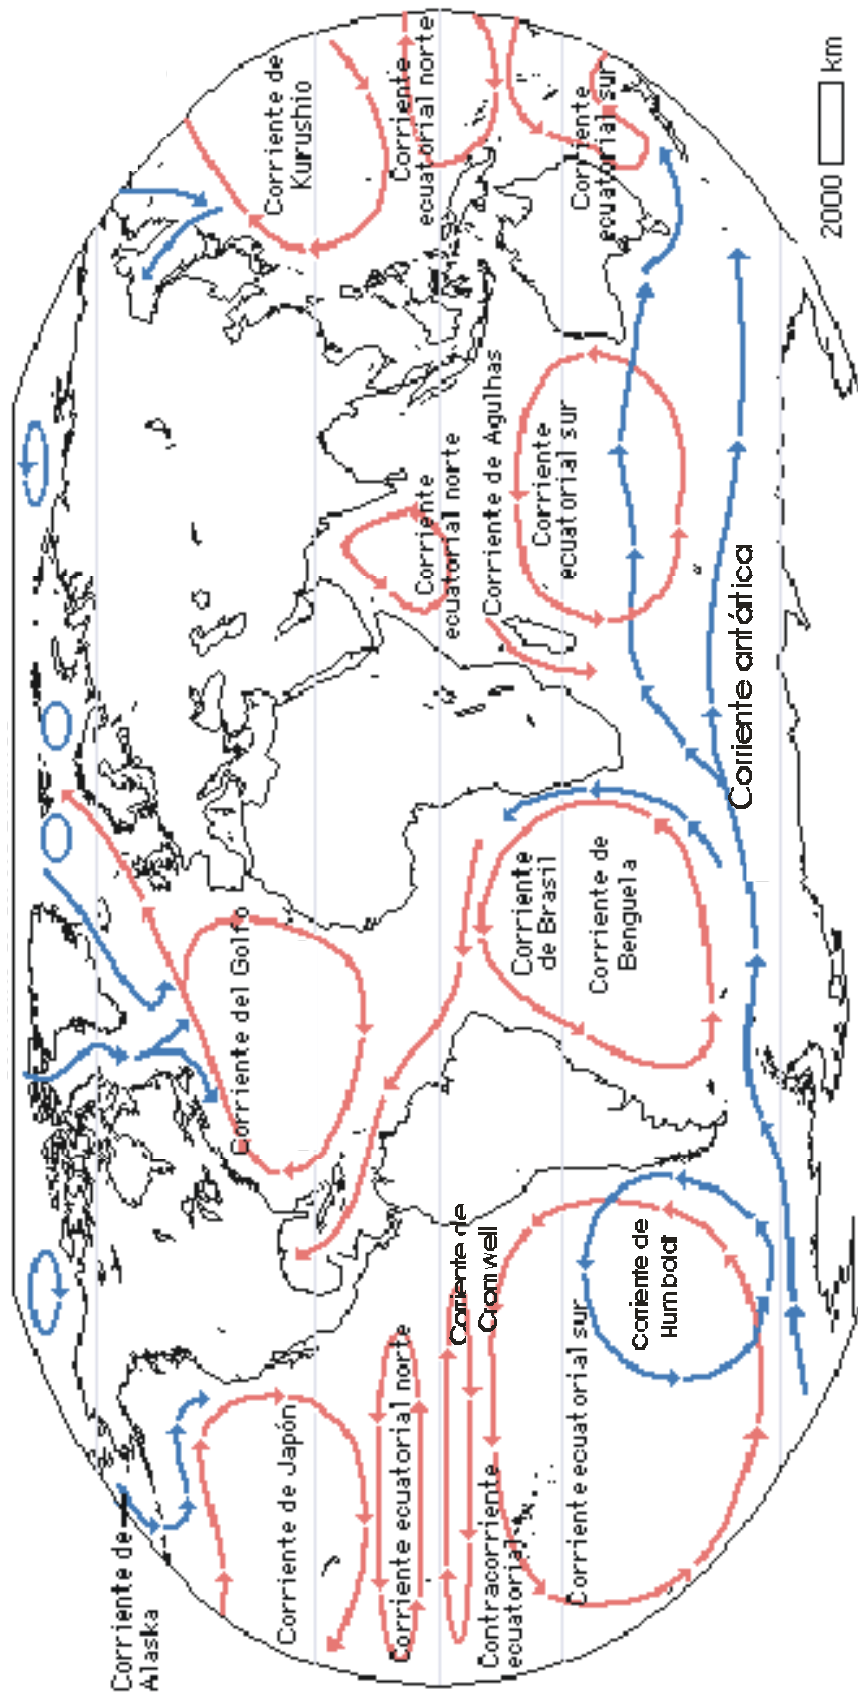 Corriente de
Alaska
Corriente de Japón
Corriente ecuatorial norte
Contracorriente
ecuatorial
Corriente ecuatorial sur
Corriente de
Cromwell
Corriente de
Humboldt
Corriente del Golfo
Corriente
de Brasil
Corriente de
Benguela
Corriente antártica
Corriente
ecuatorial norte
Corriente de Agulhas
Corriente
ecuatorial sur
Corriente de
Kurushio
Corriente
ecuatorial norte
Corriente
ecuatorial sur
2000 km